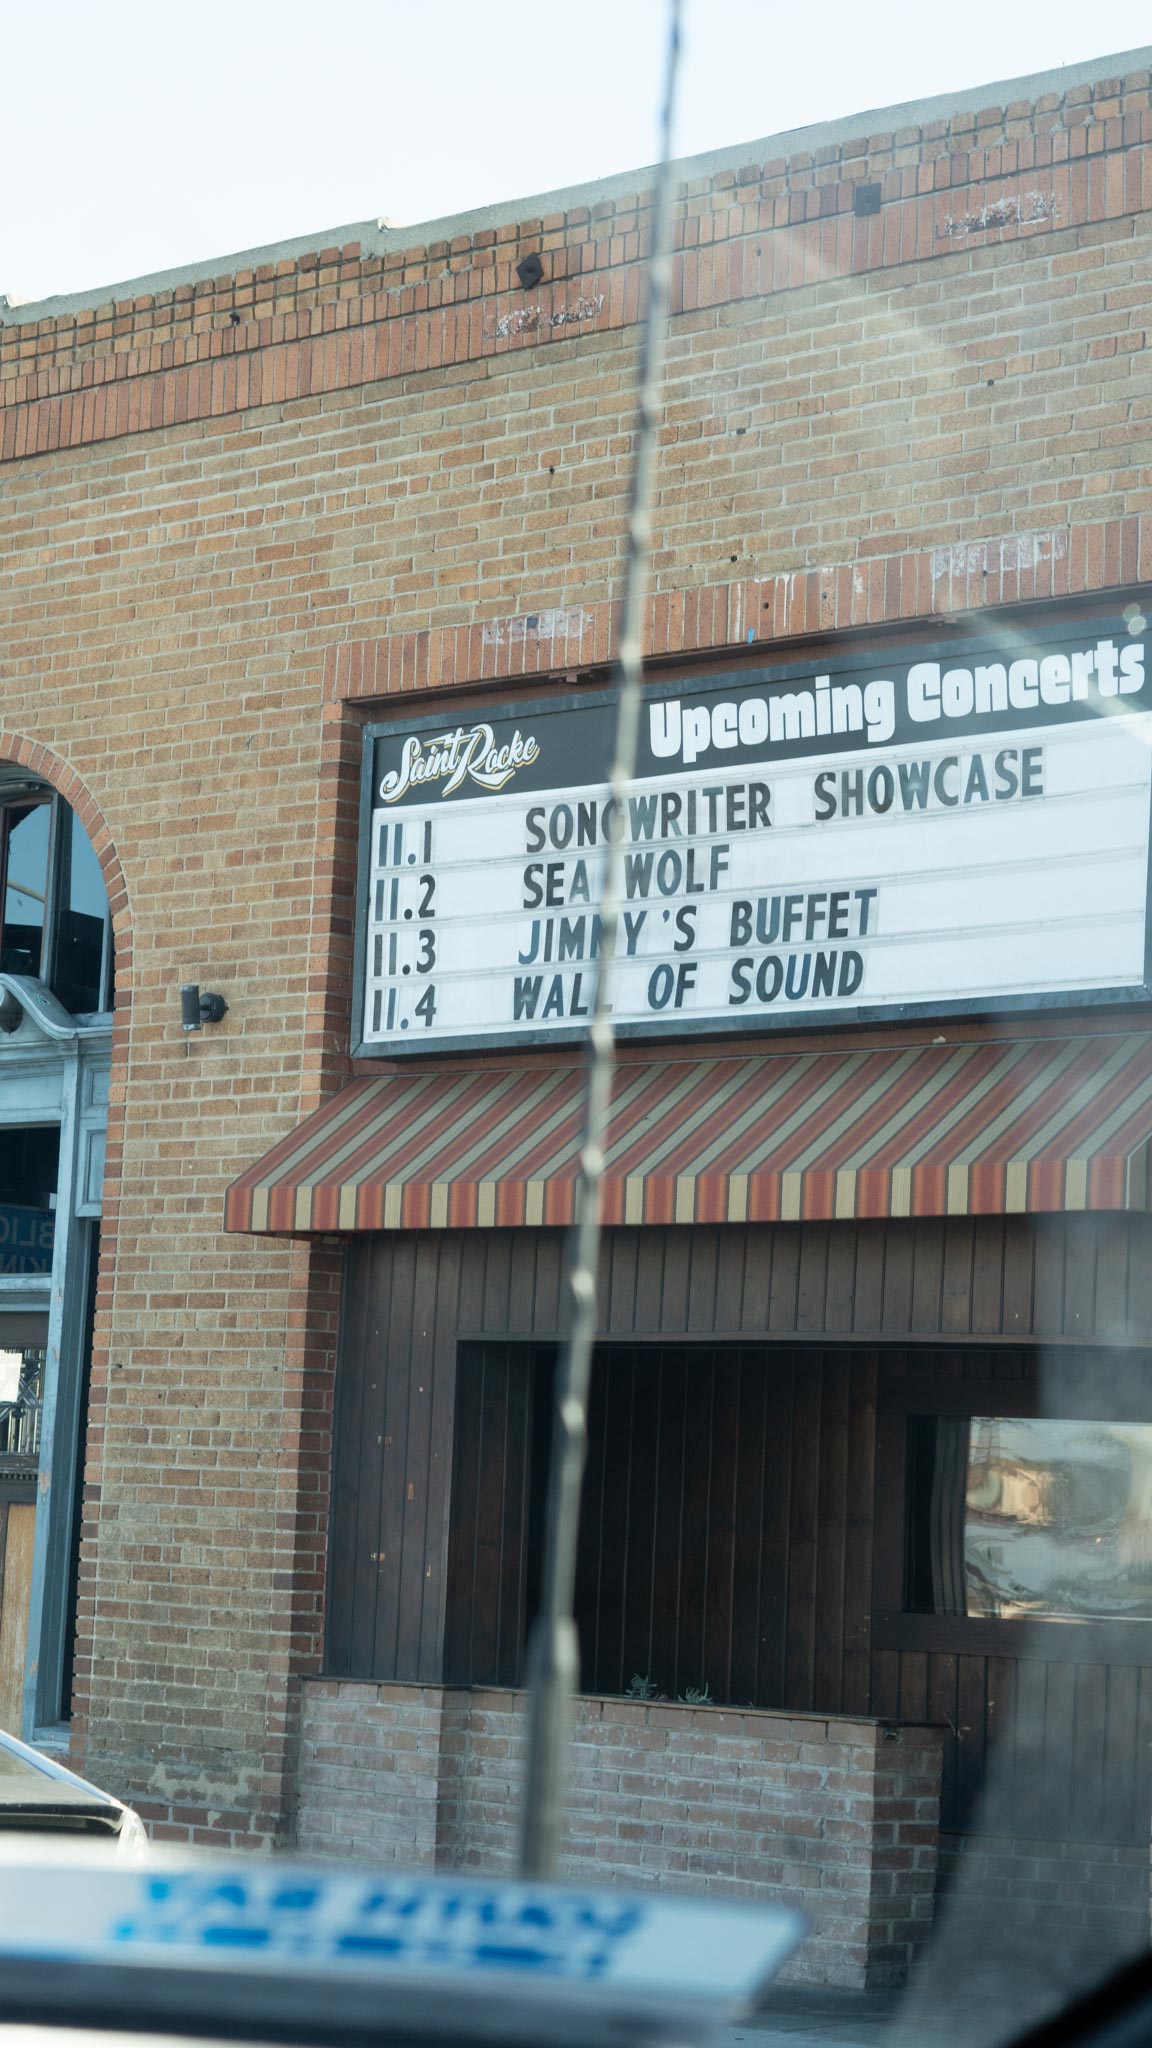 Saint Rocke
Upcoming Concerts
11.1 SONGWRITER SHOWCASE
11.2 SEA WOLF
11.3 JIMMY'S BUFFET
11.4 WALL OF SOUND